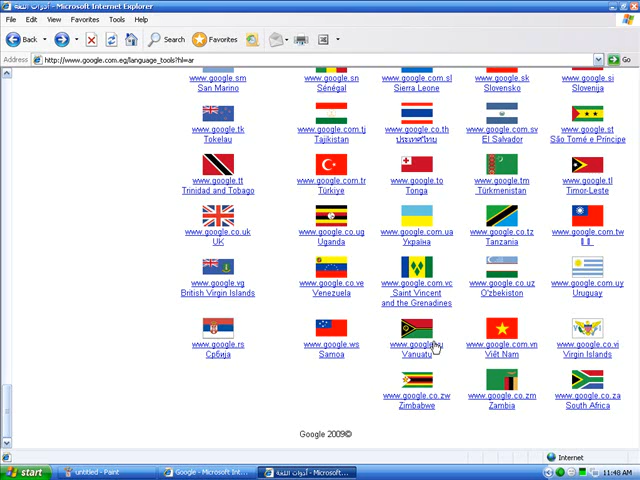 أدوات اللغة - Microsoft Internet Explorer
File Edit View Favorites Tools Help
Back Search Favorites
Address http://www.google.com.eg/language_tools?hl=ar Go
www.google.sm www.google.sn www.google.com.sl www.google.sk www.google.si
San Marino Sénégal Sierra Leone Slovensko Slovenija
www.google.tk www.google.com.tj www.google.co.th www.google.com.sv www.google.st
Tokelau Tajikistan ประเทศไทย El Salvador São Tomé e Príncipe
www.google.tt www.google.com.tr www.google.to www.google.tm www.google.tl
Trinidad and Tobago Türkiye Tonga Türkmenistan Timor-Leste
www.google.co.uk www.google.co.ug www.google.com.ua www.google.co.tz www.google.com.tw
UK Uganda Україна Tanzania
www.google.vg www.google.co.ve www.google.com.vc www.google.co.uz www.google.com.uy
British Virgin Islands Venezuela Saint Vincent O'zbekiston Uruguay
and the Grenadines
www.google.rs www.google.ws www.google.vu www.google.com.vn www.google.co.vi
Србија Samoa Vanuatu Việt Nam Virgin Islands
www.google.co.zw www.google.co.zm www.google.co.za
Zimbabwe Zambia South Africa
Google 2009©
Internet
start untitled - Paint Google - Microsoft Int... أدوات اللغة - Microsof... 11:48 AM